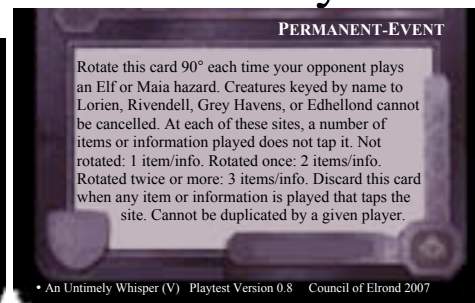 PERMANENT-EVENT
Rotate this card 90° each time your opponent plays
an Elf or Maia hazard. Creatures keyed by name to
Lorien, Rivendell, Grey Havens, or Edhellond cannot
be cancelled. At each of these sites, a number of
items or information played does not tap it. Not
rotated: 1 item/info. Rotated once: 2 items/info.
Rotated twice or more: 3 items/info. Discard this card
when any item or information is played that taps the
site. Cannot be duplicated by a given player.
• An Untimely Whisper (V) Playtest Version 0.8 Council of Elrond 2007